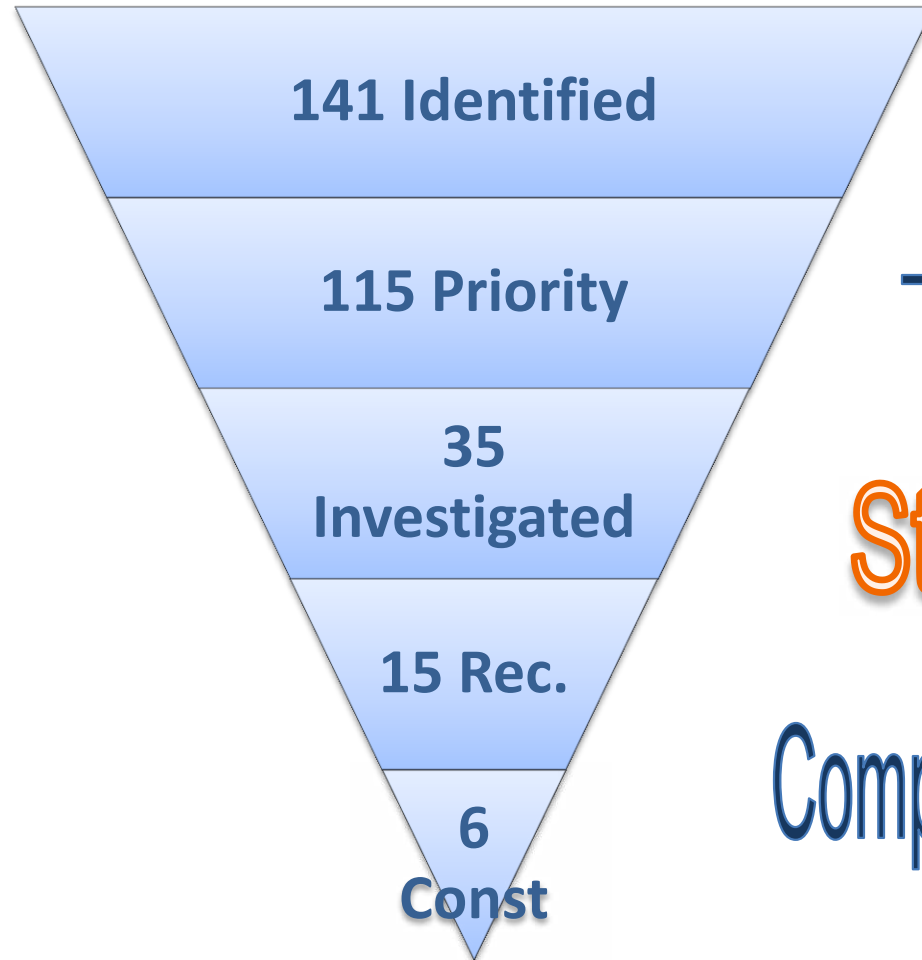 141 Identified
115 Priority
35
Investigated
15 Rec.
6
Const